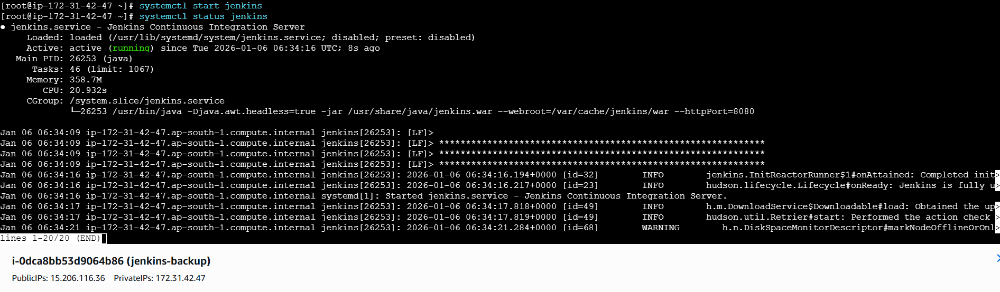 [root@ip-172-31-42-47 ~]# systemctl start jenkins
[root@ip-172-31-42-47 ~]# systemctl status jenkins
● jenkins.service - Jenkins Continuous Integration Server
     Loaded: loaded (/usr/lib/systemd/system/jenkins.service; disabled; preset: disabled)
     Active: active (running) since Tue 2026-01-06 06:34:16 UTC; 8s ago
   Main PID: 26253 (java)
      Tasks: 46 (limit: 1067)
     Memory: 358.7M
        CPU: 20.932s
     CGroup: /system.slice/jenkins.service
             └─26253 /usr/bin/java -Djava.awt.headless=true -jar /usr/share/java/jenkins.war --webroot=/var/cache/jenkins/war --httpPort=8080
Jan 06 06:34:09 ip-172-31-42-47.ap-south-1.compute.internal jenkins[26253]: [LF]>
Jan 06 06:34:09 ip-172-31-42-47.ap-south-1.compute.internal jenkins[26253]: [LF]> *************************************************************
Jan 06 06:34:09 ip-172-31-42-47.ap-south-1.compute.internal jenkins[26253]: [LF]> *************************************************************
Jan 06 06:34:09 ip-172-31-42-47.ap-south-1.compute.internal jenkins[26253]: [LF]> *************************************************************
Jan 06 06:34:16 ip-172-31-42-47.ap-south-1.compute.internal jenkins[26253]: 2026-01-06 06:34:16.194+0000 [id=32]        INFO        jenkins.InitReactorRunner$1#onAttained: Completed init>
Jan 06 06:34:16 ip-172-31-42-47.ap-south-1.compute.internal jenkins[26253]: 2026-01-06 06:34:16.217+0000 [id=23]        INFO        hudson.lifecycle.Lifecycle#onReady: Jenkins is fully u>
Jan 06 06:34:16 ip-172-31-42-47.ap-south-1.compute.internal systemd[1]: Started jenkins.service - Jenkins Continuous Integration Server.
Jan 06 06:34:17 ip-172-31-42-47.ap-south-1.compute.internal jenkins[26253]: 2026-01-06 06:34:17.818+0000 [id=49]        INFO        h.m.DownloadService$Downloadable#load: Obtained the up>
Jan 06 06:34:17 ip-172-31-42-47.ap-south-1.compute.internal jenkins[26253]: 2026-01-06 06:34:17.819+0000 [id=49]        INFO        hudson.util.Retrier#start: Performed the action check >
Jan 06 06:34:21 ip-172-31-42-47.ap-south-1.compute.internal jenkins[26253]: 2026-01-06 06:34:21.284+0000 [id=68]        WARNING        h.n.DiskSpaceMonitorDescriptor#markNodeOfflineOrOnl>
lines 1-20/20 (END)
i-0dca8bb53d9064b86 (jenkins-backup)
PublicIPs: 15.206.116.36    PrivateIPs: 172.31.42.47